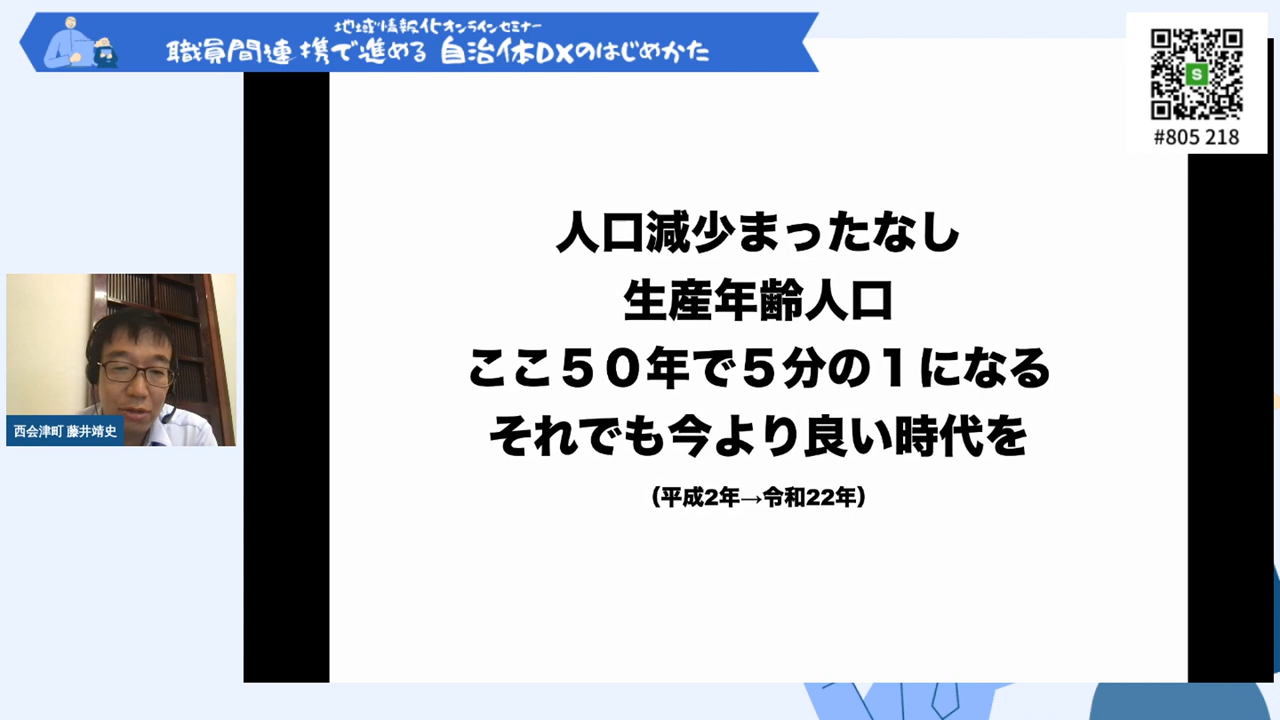 地域情報化オンラインセミナー
職員間連携で進める 自治体DXのはじめかた
S
#805 218
人口減少まったなし
生産年齢人口
ここ５０年で５分の１になる
それでも今より良い時代を
（平成2年→令和22年）
西会津町 藤井靖史